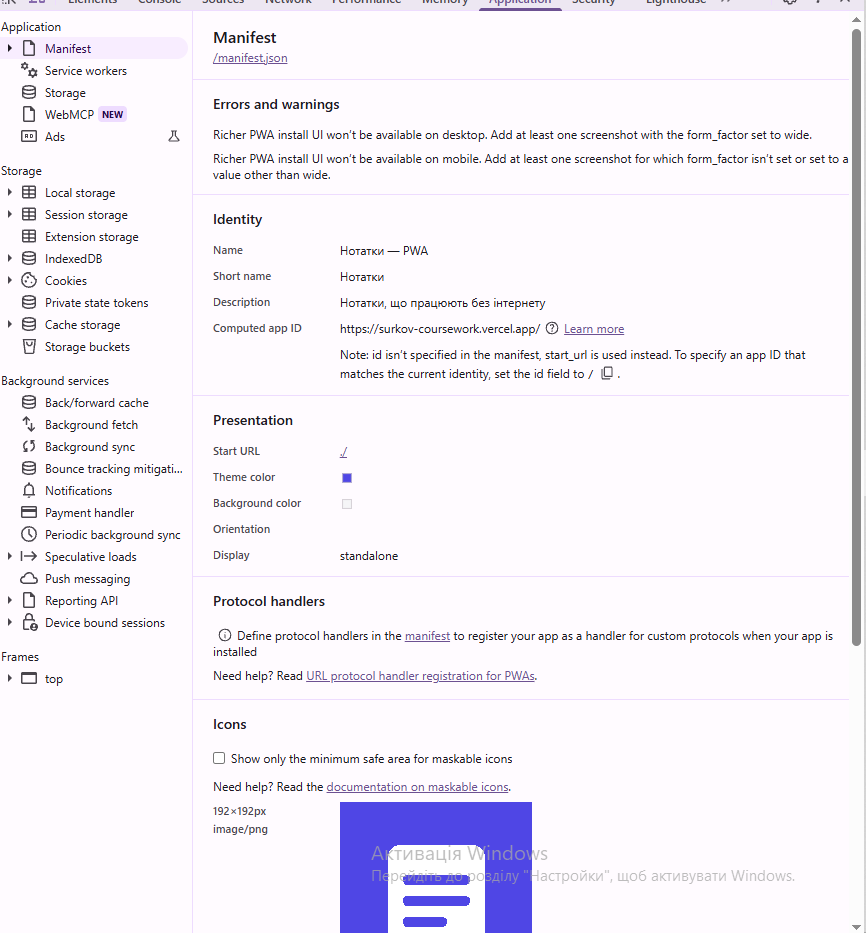 Elements Console Sources Network Performance Memory Application Security Lighthouse
Application
Manifest
Service workers
Storage
WebMCP NEW
Ads
Storage
Local storage
Session storage
Extension storage
IndexedDB
Cookies
Private state tokens
Cache storage
Storage buckets
Background services
Back/forward cache
Background fetch
Background sync
Bounce tracking mitigati...
Notifications
Payment handler
Periodic background sync
Speculative loads
Push messaging
Reporting API
Device bound sessions
Frames
top
Manifest
/manifest.json
Errors and warnings
Richer PWA install UI won't be available on desktop. Add at least one screenshot with the form_factor set to wide.
Richer PWA install UI won't be available on mobile. Add at least one screenshot for which form_factor isn't set or set to a
value other than wide.
Identity
Name Нотатки — PWA
Short name Нотатки
Description Нотатки, що працюють без інтернету
Computed app ID https://surkov-coursework.vercel.app/ Learn more
Note: id isn't specified in the manifest, start_url is used instead. To specify an app ID that
matches the current identity, set the id field to / .
Presentation
Start URL ./
Theme color
Background color
Orientation
Display standalone
Protocol handlers
Define protocol handlers in the manifest to register your app as a handler for custom protocols when your app is
installed
Need help? Read URL protocol handler registration for PWAs.
Icons
Show only the minimum safe area for maskable icons
Need help? Read the documentation on maskable icons.
192×192px
image/png
Активація Windows
Перейдіть до розділу "Настройки", щоб активувати Windows.